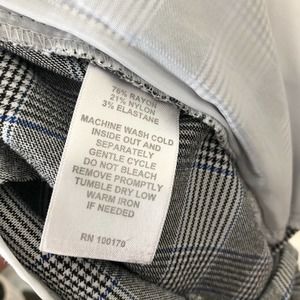 76% RAYON
21% NYLON
3% ELASTANE
MACHINE WASH COLD
INSIDE OUT AND
SEPARATELY
GENTLE CYCLE
DO NOT BLEACH
REMOVE PROMPTLY
TUMBLE DRY LOW
WARM IRON
IF NEEDED
RN 100170